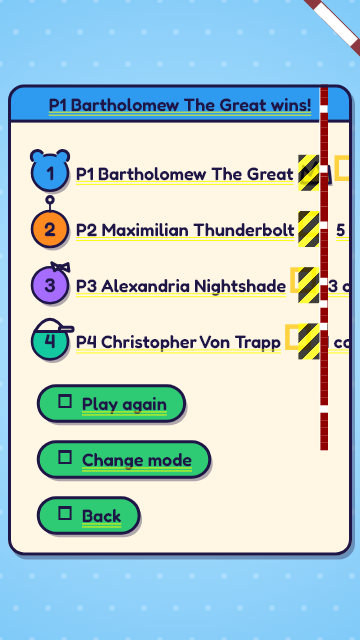 P1 Bartholomew The Great wins!
1 P1 Bartholomew The Great
2 P2 Maximilian Thunderbolt 5
3 P3 Alexandria Nightshade 3
4 P4 Christopher Von Trapp
Play again
Change mode
Back